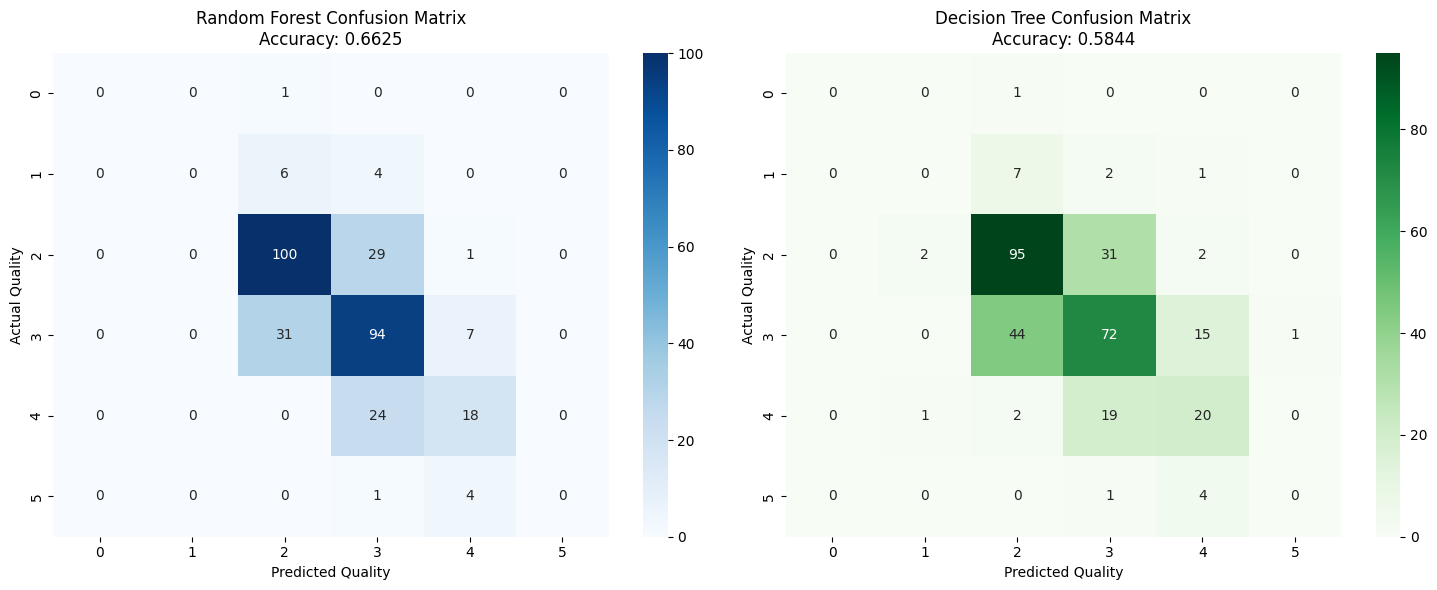 Random Forest Confusion Matrix
Accuracy: 0.6625
0 0 0 1 0 0 0
1 0 0 6 4 0 0
2 0 0 100 29 1 0
3 0 0 31 94 7 0
4 0 0 0 24 18 0
5 0 0 0 1 4 0
0 1 2 3 4 5
Actual Quality
Predicted Quality
100
80
60
40
20
0
Decision Tree Confusion Matrix
Accuracy: 0.5844
0 0 0 1 0 0 0
1 0 0 7 2 1 0
2 0 2 95 31 2 0
3 0 0 44 72 15 1
4 0 1 2 19 20 0
5 0 0 0 1 4 0
0 1 2 3 4 5
Actual Quality
Predicted Quality
80
60
40
20
0